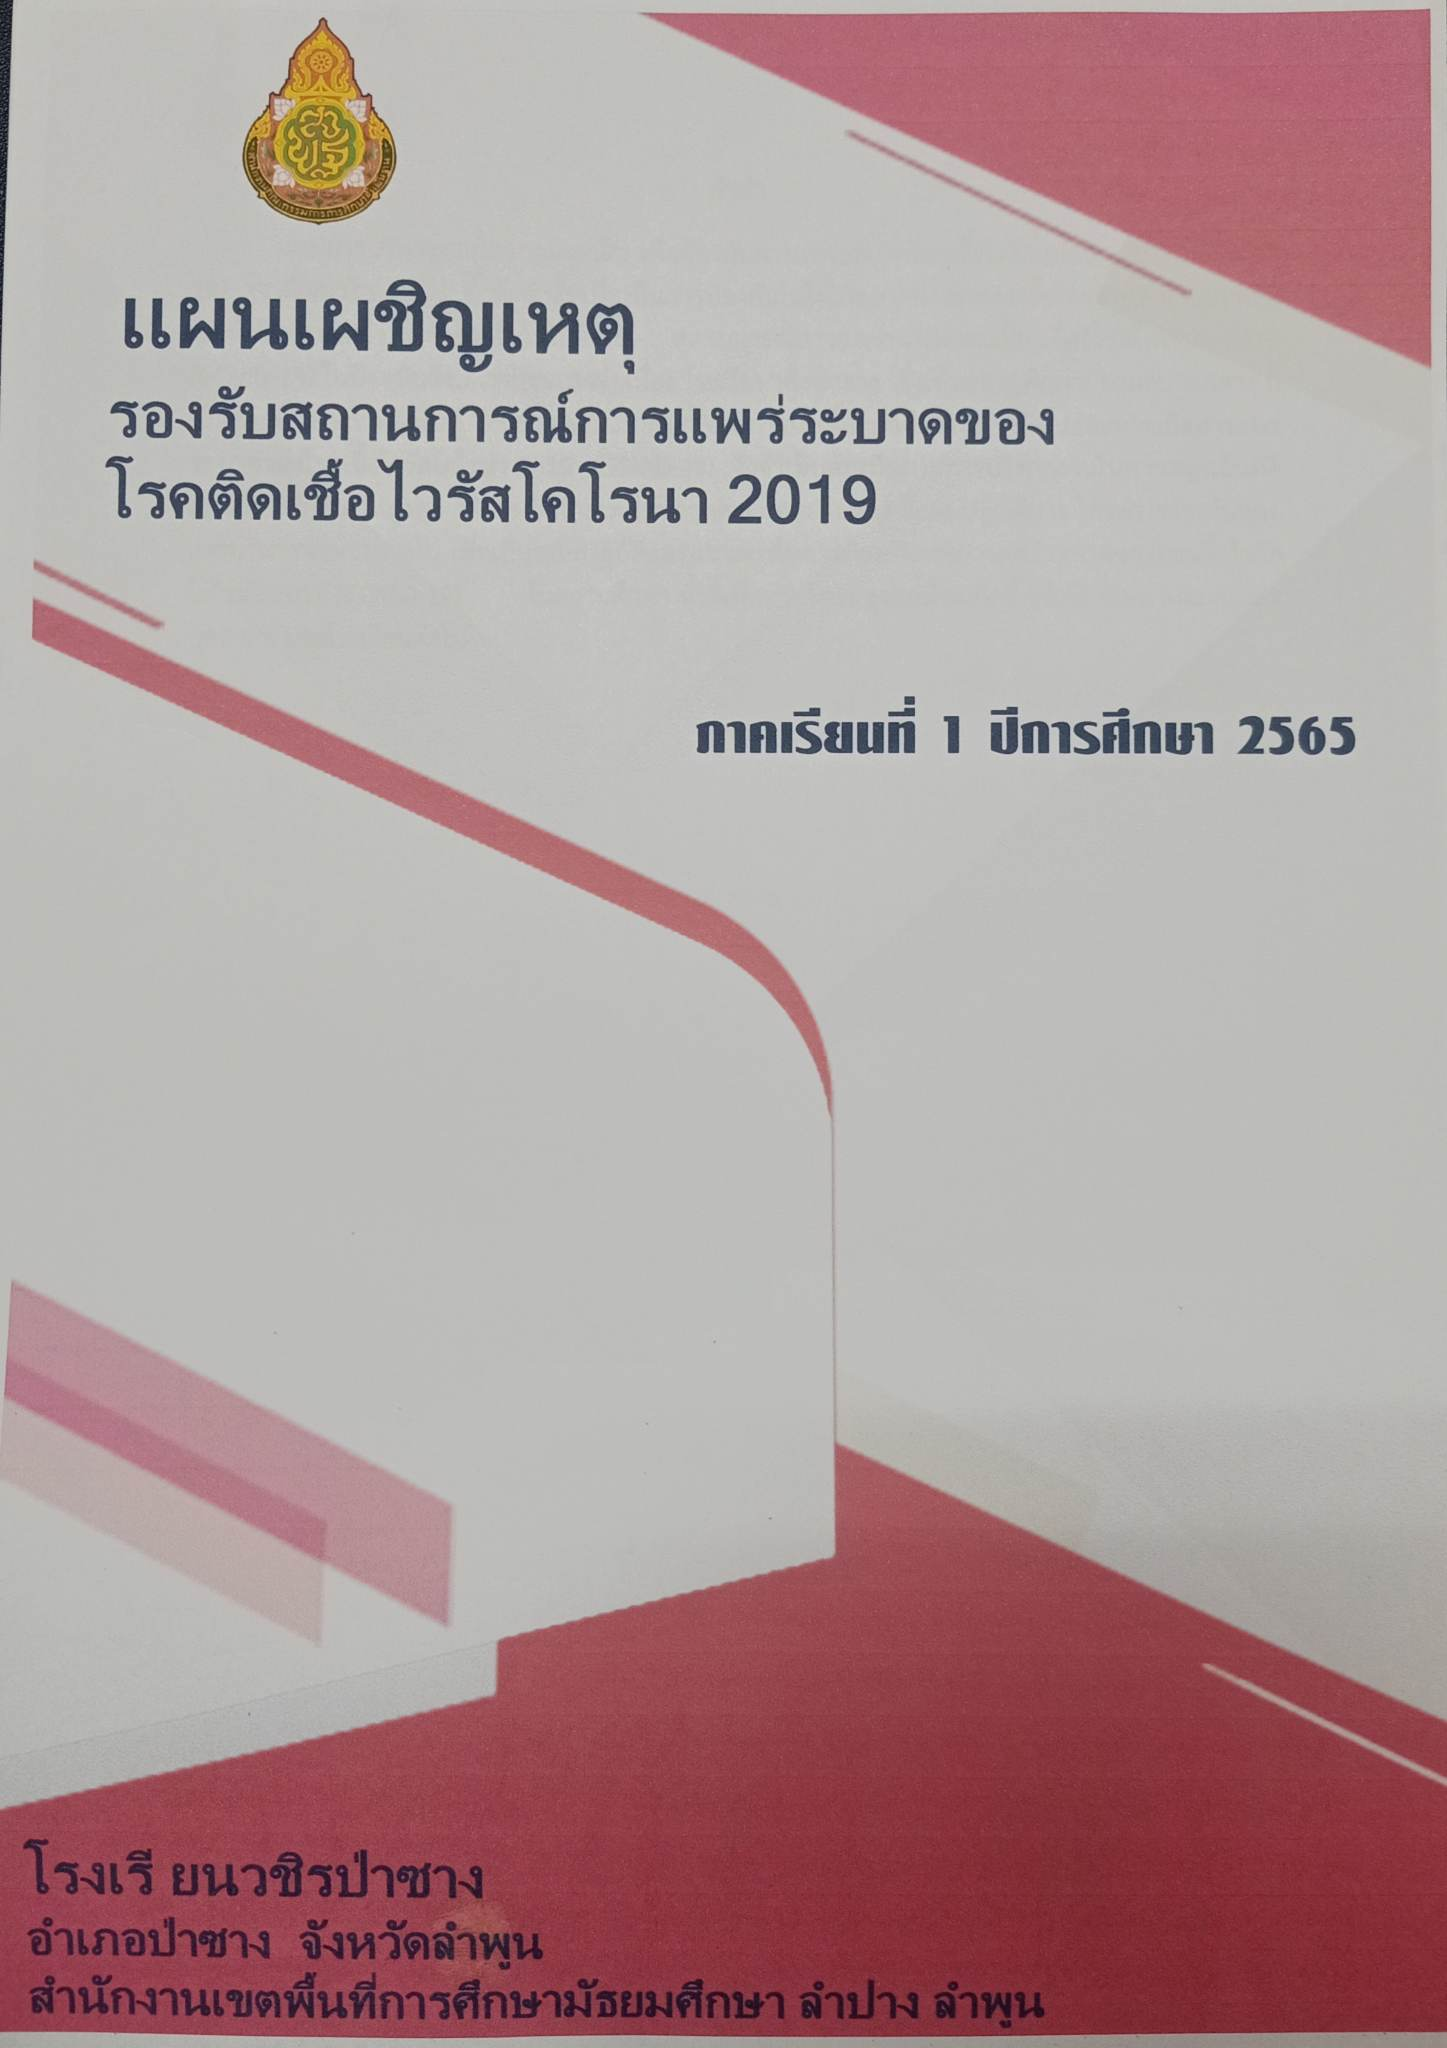 แผนเผชิญเหตุ
รองรับสถานการณ์การแพร่ระบาดของ
โรคติดเชื้อไวรัสโคโรนา 2019
ภาคเรียนที่ 1 ปีการศึกษา 2565
โรงเรี ยนวชิรป่าซาง
อำเภอป่าซาง จังหวัดลำพูน
สำนักงานเขตพื้นที่การศึกษามัธยมศึกษา ลำปาง ลำพูน